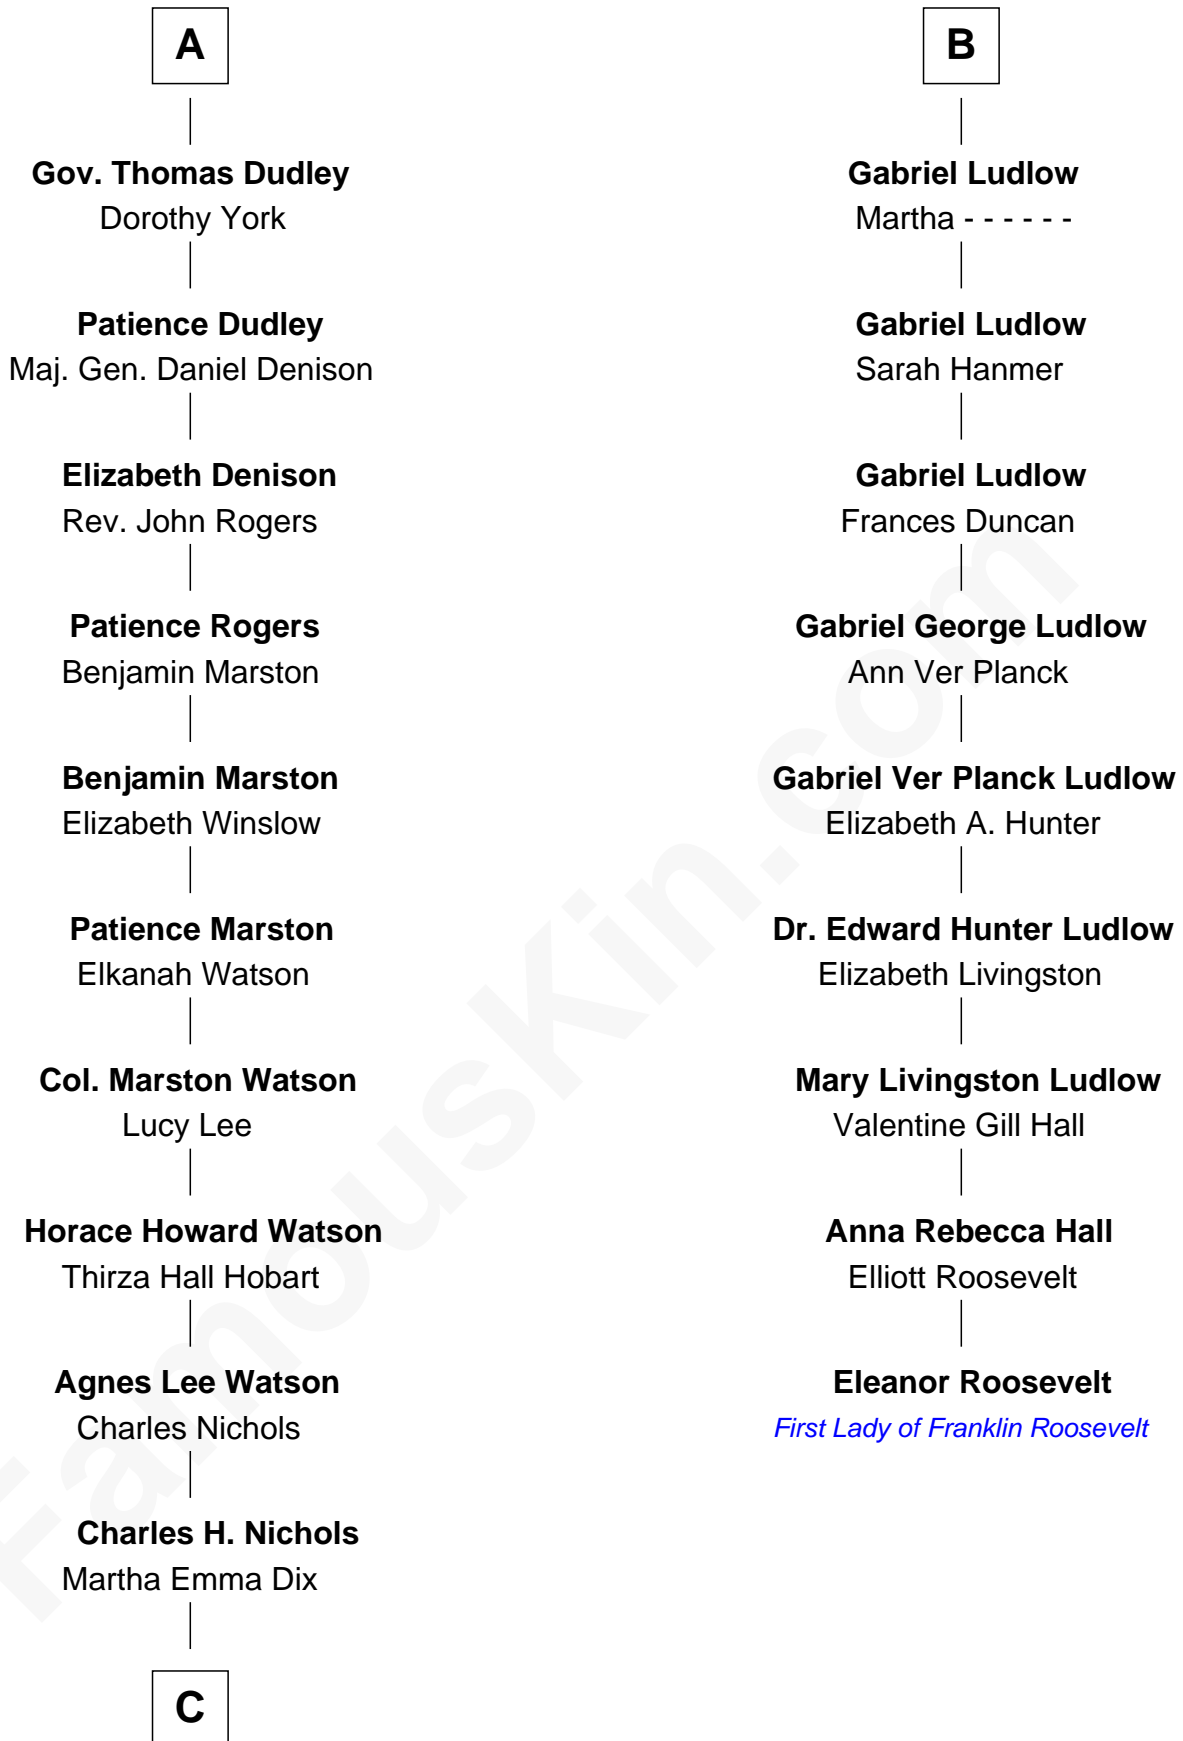 A
Gov. Thomas Dudley
Dorothy York
Patience Dudley
Maj. Gen. Daniel Denison
Elizabeth Denison
Rev. John Rogers
Patience Rogers
Benjamin Marston
Benjamin Marston
Elizabeth Winslow
Patience Marston
Elkanah Watson
Col. Marston Watson
Lucy Lee
Horace Howard Watson
Thirza Hall Hobart
Agnes Lee Watson
Charles Nichols
Charles H. Nichols
Martha Emma Dix
C
B
Gabriel Ludlow
Martha - - - - - -
Gabriel Ludlow
Sarah Hanmer
Gabriel Ludlow
Frances Duncan
Gabriel George Ludlow
Ann Ver Planck
Gabriel Ver Planck Ludlow
Elizabeth A. Hunter
Dr. Edward Hunter Ludlow
Elizabeth Livingston
Mary Livingston Ludlow
Valentine Gill Hall
Anna Rebecca Hall
Elliott Roosevelt
Eleanor Roosevelt
First Lady of Franklin Roosevelt
FamousKin.com